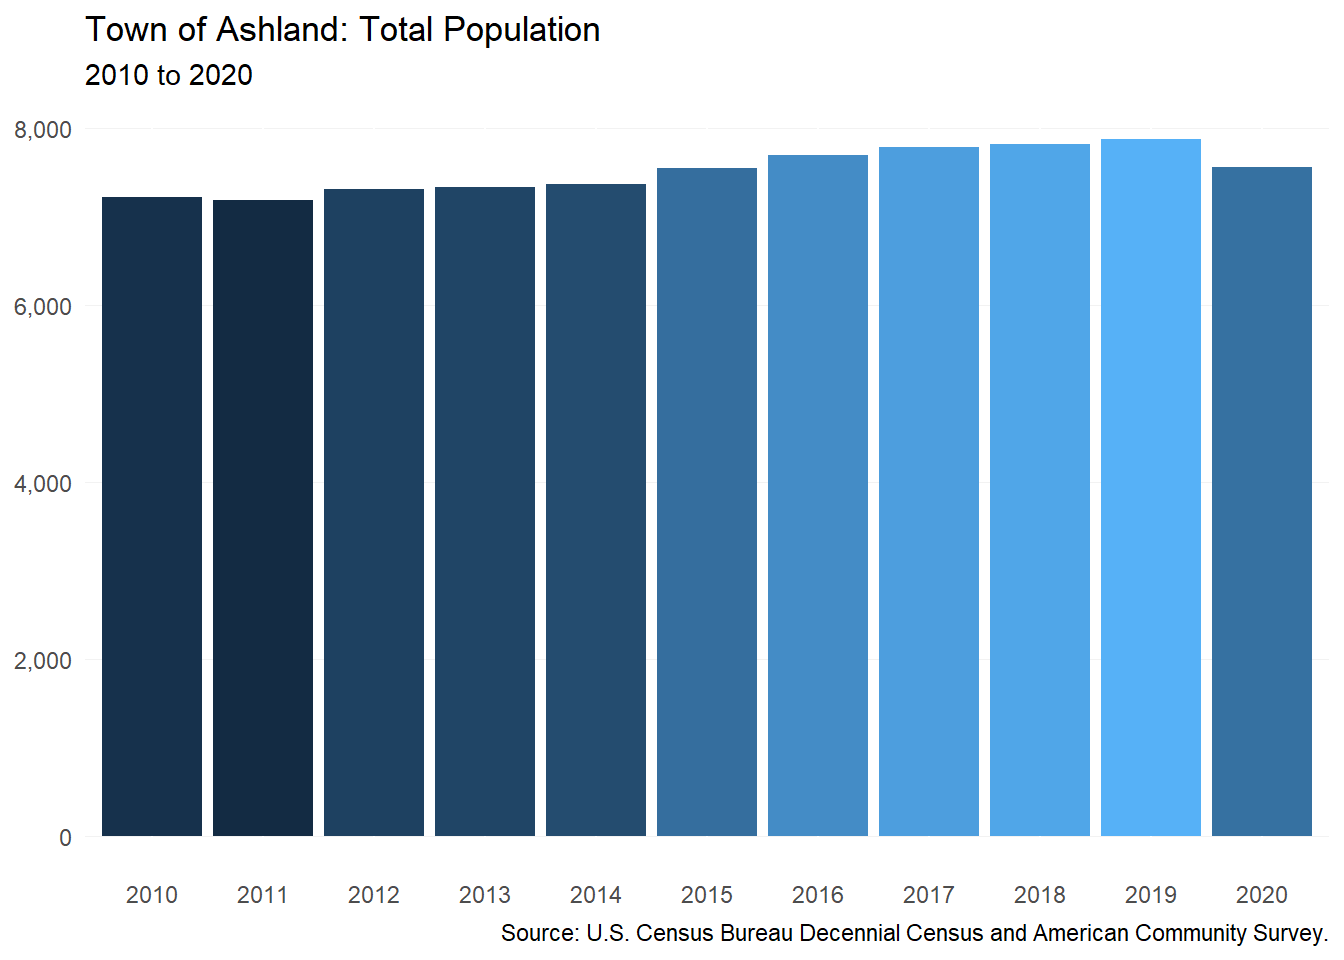 Town of Ashland: Total Population
2010 to 2020
8,000
6,000
4,000
2,000
0
2010 2011 2012 2013 2014 2015 2016 2017 2018 2019 2020
Source: U.S. Census Bureau Decennial Census and American Community Survey.